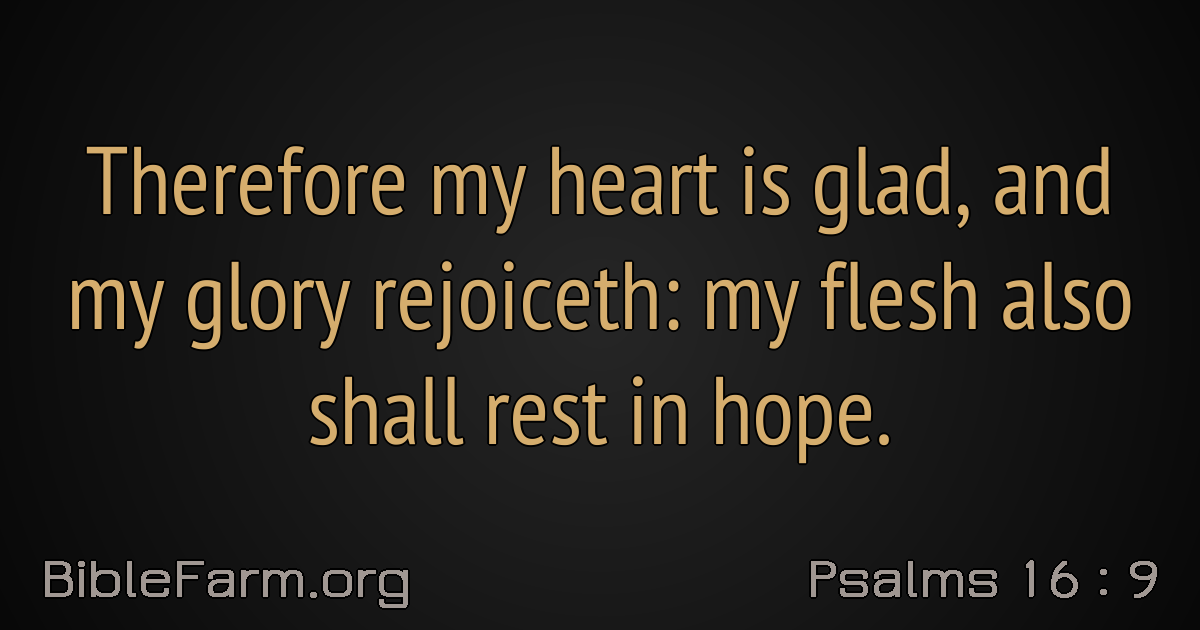 Therefore my heart is glad, and
my glory rejoiceth: my flesh also
shall rest in hope.
BibleFarm.org
Psalms 16 : 9